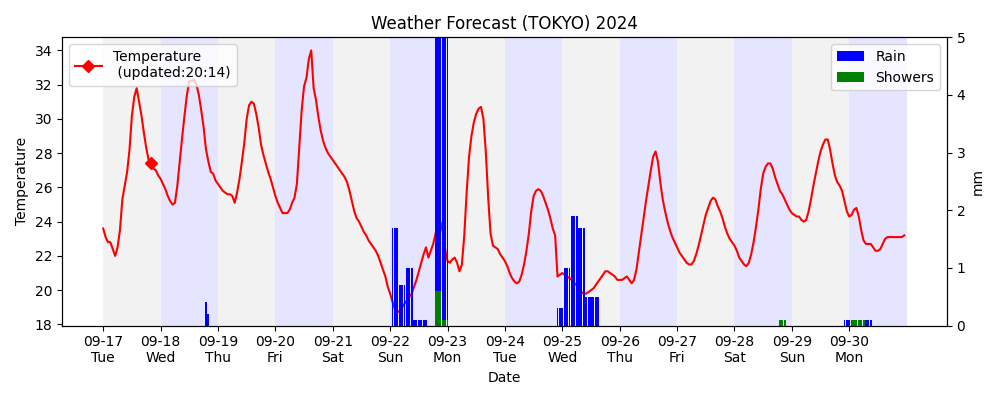 Weather Forecast (TOKYO) 2024
Temperature
(updated:20:14)
Rain
Showers
Temperature
34
32
30
28
26
24
22
20
18
5
4
3
2
1
0
mm
09-17 09-18 09-19 09-20 09-21 09-22 09-23 09-24 09-25 09-26 09-27 09-28 09-29 09-30
Tue Wed Thu Fri Sat Sun Mon Tue Wed Thu Fri Sat Sun Mon
Date